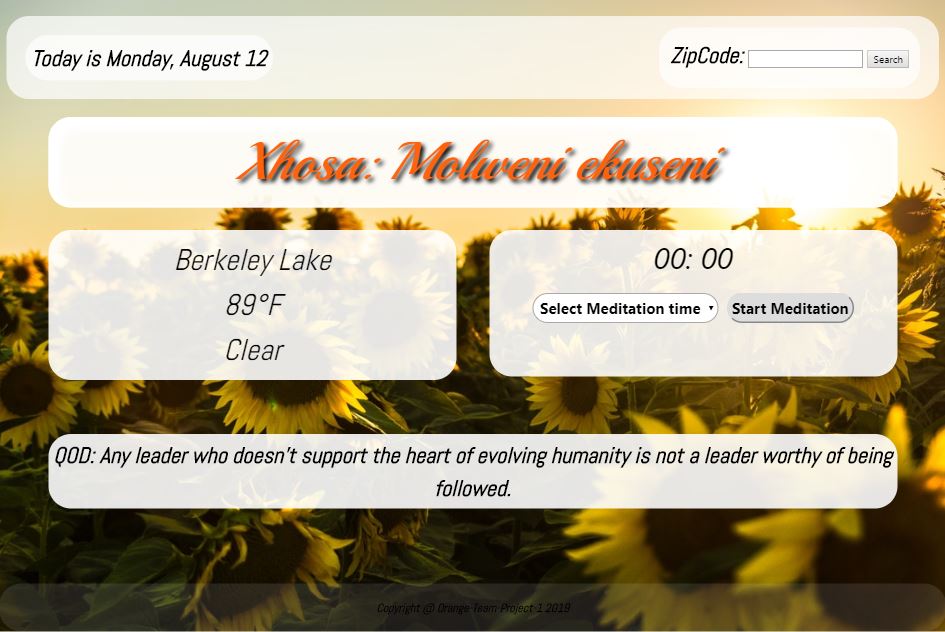 Today is Monday, August 12
ZipCode: Search
Xhosa: Molweni ekuseni
Berkeley Lake
89°F
Clear
00: 00
Select Meditation time Start Meditation
QOD: Any leader who doesn't support the heart of evolving humanity is not a leader worthy of being
followed.
Copyright @ Orange-Team-Project-1 2019